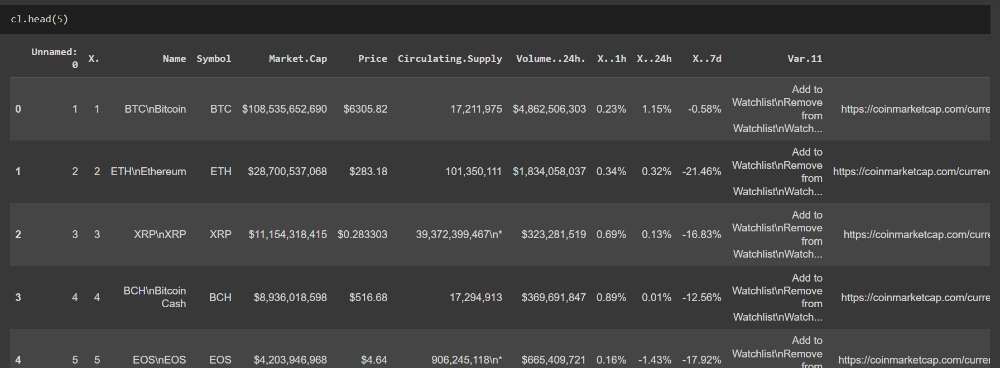 cl.head(5)
Unnamed: 0 X. Name Symbol Market.Cap Price Circulating.Supply Volume..24h. X..1h X..24h X..7d Var.11
0 1 1 BTC\nBitcoin BTC $108,535,652,690 $6305.82 17,211,975 $4,862,506,303 0.23% 1.15% -0.58% Add to Watchlist\nRemove from Watchlist\nWatch... https://coinmarketcap.com/curre
1 2 2 ETH\nEthereum ETH $28,700,537,068 $283.18 101,350,111 $1,834,058,037 0.34% 0.32% -21.46% Add to Watchlist\nRemove from Watchlist\nWatch... https://coinmarketcap.com/curren
2 3 3 XRP\nXRP XRP $11,154,318,415 $0.283303 39,372,399,467\n* $323,281,519 0.69% 0.13% -16.83% Add to Watchlist\nRemove from Watchlist\nWatch... https://coinmarketcap.com/curre
3 4 4 BCH\nBitcoin Cash BCH $8,936,018,598 $516.68 17,294,913 $369,691,847 0.89% 0.01% -12.56% Add to Watchlist\nRemove from Watchlist\nWatch... https://coinmarketcap.com/curre
4 5 5 EOS\nEOS EOS $4,203,946,968 $4.64 906,245,118\n* $665,409,721 0.16% -1.43% -17.92% Add to Watchlist\nRemove from https://coinmarketcap.com/curre